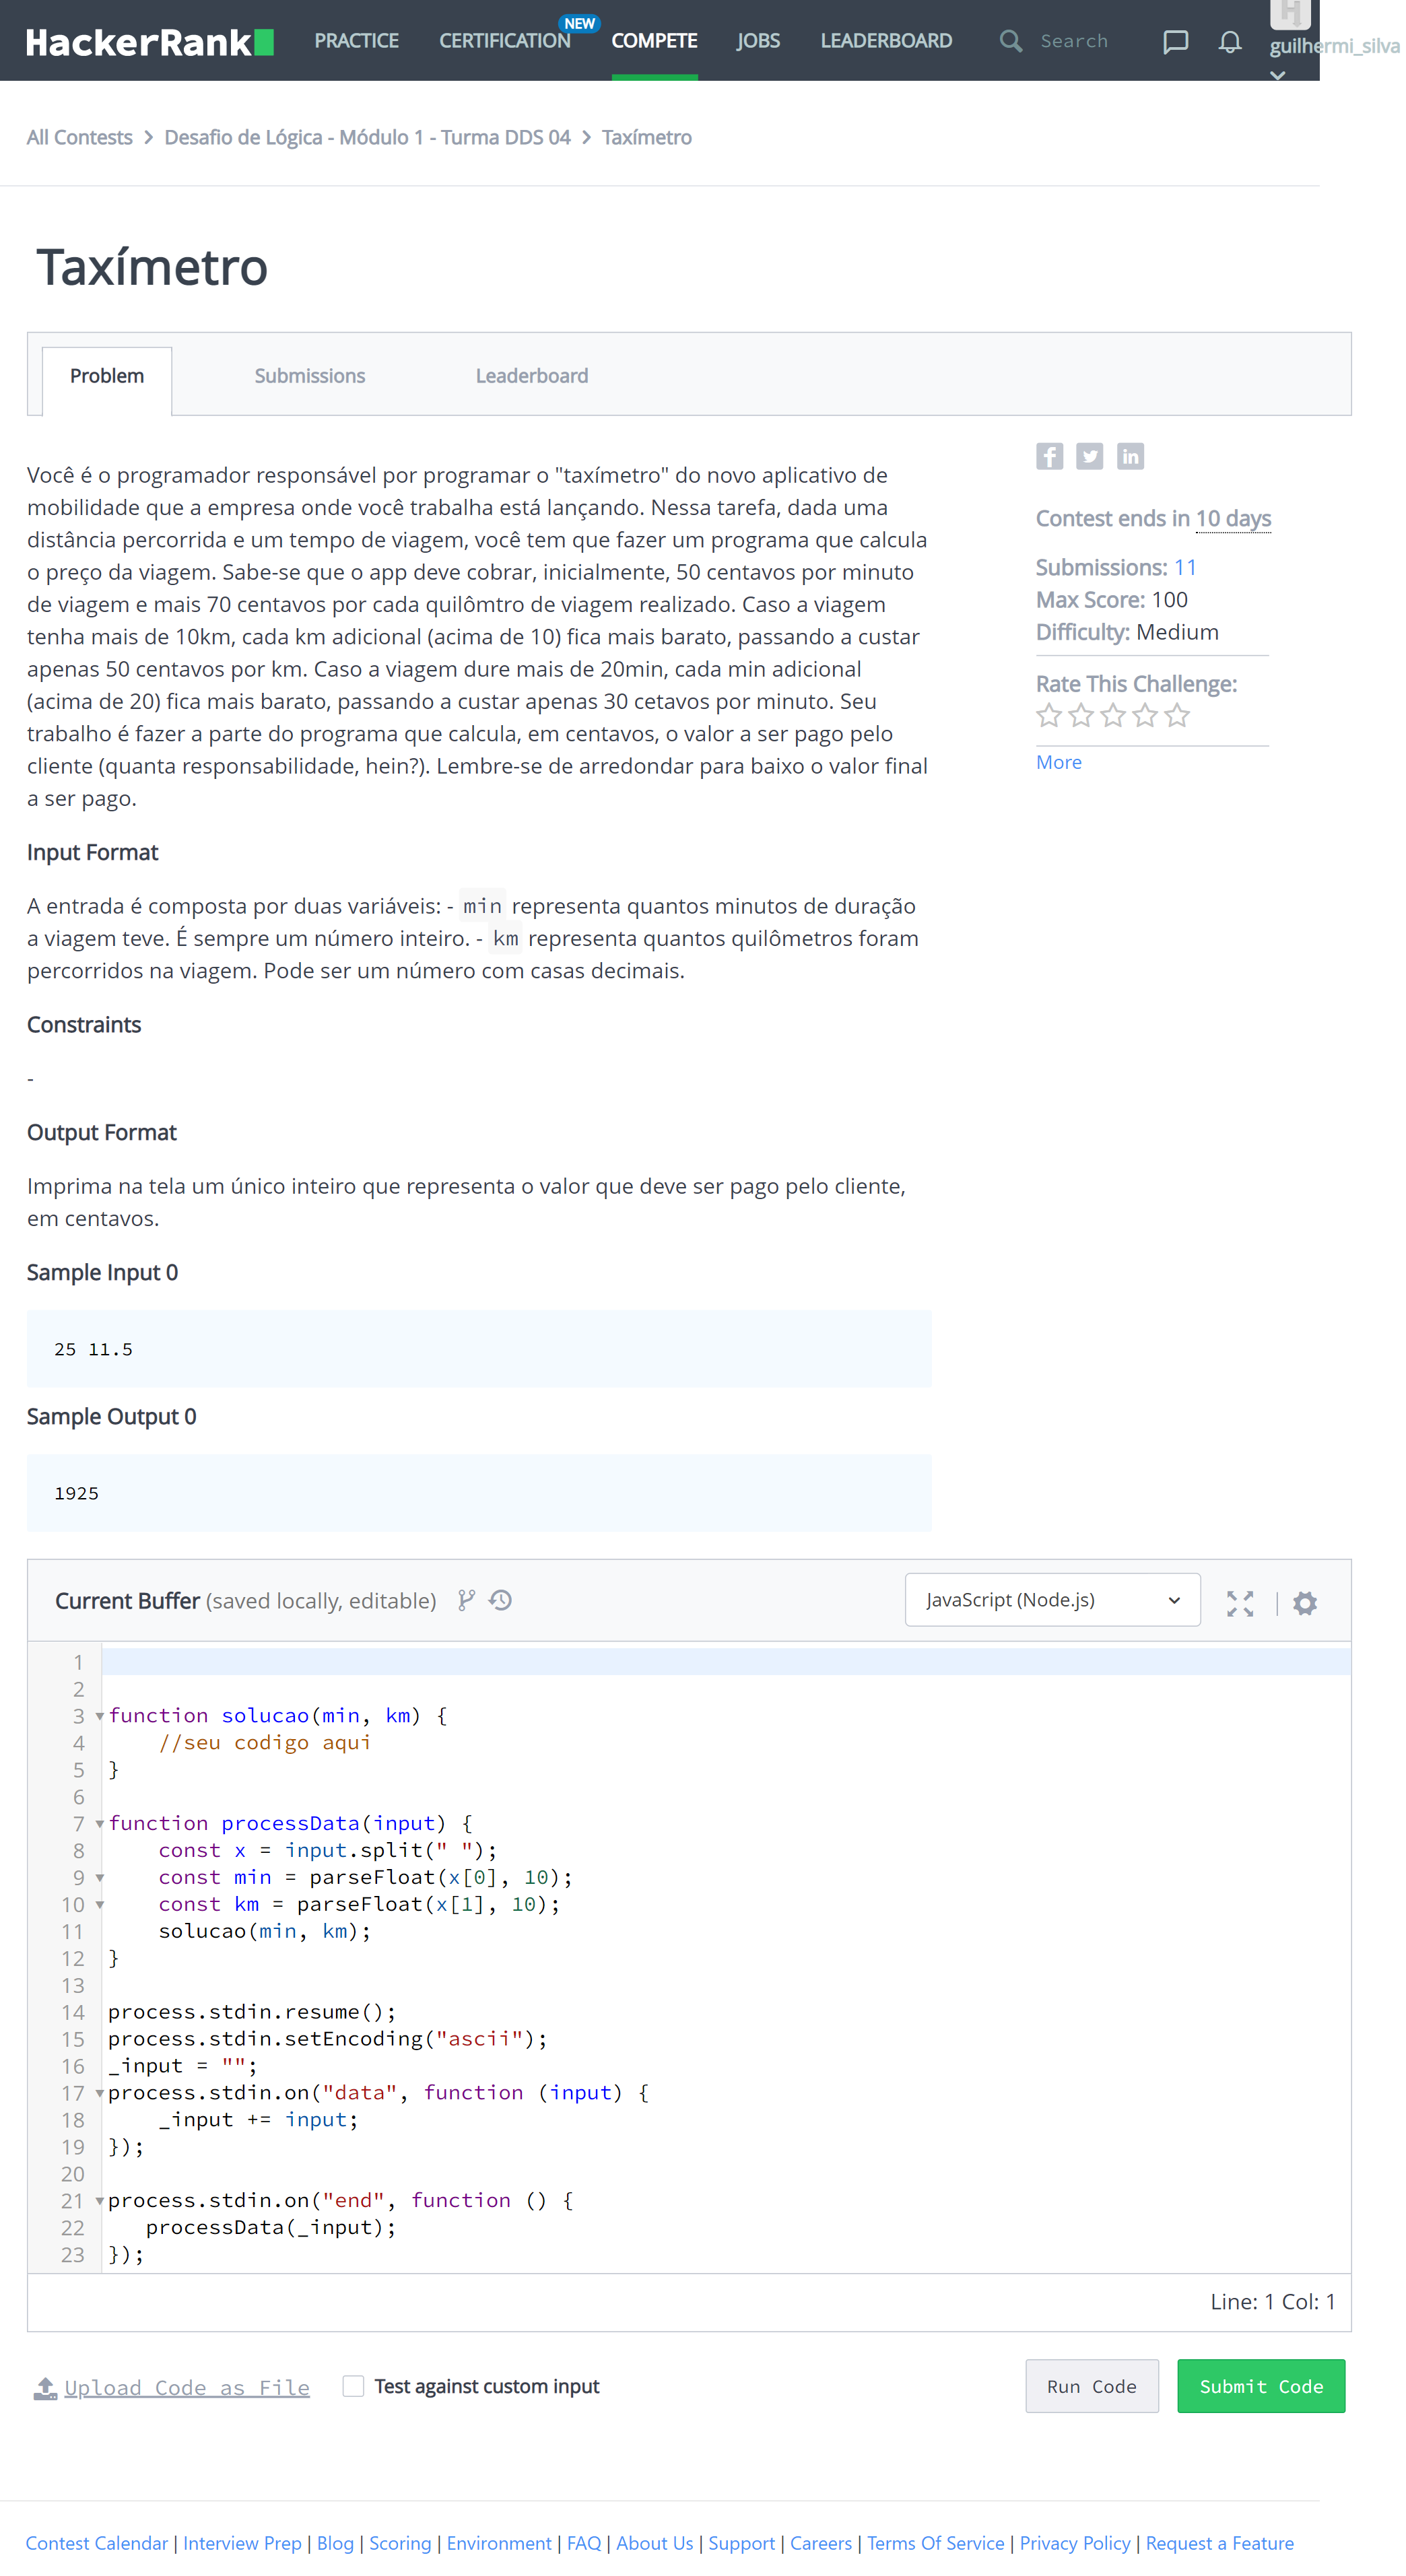 HackerRank PRACTICE CERTIFICATION NEW COMPETE JOBS LEADERBOARD Search guilhermi_silva
All Contests > Desafio de Lógica - Módulo 1 - Turma DDS 04 > Taxímetro
Taxímetro
Problem Submissions Leaderboard
Você é o programador responsável por programar o "taxímetro" do novo aplicativo de
mobilidade que a empresa onde você trabalha está lançando. Nessa tarefa, dada uma
distância percorrida e um tempo de viagem, você tem que fazer um programa que calcula
o preço da viagem. Sabe-se que o app deve cobrar, inicialmente, 50 centavos por minuto
de viagem e mais 70 centavos por cada quilômtro de viagem realizado. Caso a viagem
tenha mais de 10km, cada km adicional (acima de 10) fica mais barato, passando a custar
apenas 50 centavos por km. Caso a viagem dure mais de 20min, cada min adicional
(acima de 20) fica mais barato, passando a custar apenas 30 cetavos por minuto. Seu
trabalho é fazer a parte do programa que calcula, em centavos, o valor a ser pago pelo
cliente (quanta responsabilidade, hein?). Lembre-se de arredondar para baixo o valor final
a ser pago.
Contest ends in 10 days
Submissions: 11
Max Score: 100
Difficulty: Medium
Rate This Challenge:
More
Input Format
A entrada é composta por duas variáveis: - min representa quantos minutos de duração
a viagem teve. É sempre um número inteiro. - km representa quantos quilômetros foram
percorridos na viagem. Pode ser um número com casas decimais.
Constraints
-
Output Format
Imprima na tela um único inteiro que representa o valor que deve ser pago pelo cliente,
em centavos.
Sample Input 0
25 11.5
Sample Output 0
1925
Current Buffer (saved locally, editable) JavaScript (Node.js)
1
2
3 function solucao(min, km) {
4 //seu codigo aqui
5 }
6
7 function processData(input) {
8 const x = input.split(" ");
9 const min = parseFloat(x[0], 10);
10 const km = parseFloat(x[1], 10);
11 solucao(min, km);
12 }
13
14 process.stdin.resume();
15 process.stdin.setEncoding("ascii");
16 _input = "";
17 process.stdin.on("data", function (input) {
18 _input += input;
19 });
20
21 process.stdin.on("end", function () {
22 processData(_input);
23 });
Line: 1 Col: 1
Upload Code as File Test against custom input Run Code Submit Code
Contest Calendar | Interview Prep | Blog | Scoring | Environment | FAQ | About Us | Support | Careers | Terms Of Service | Privacy Policy | Request a Feature